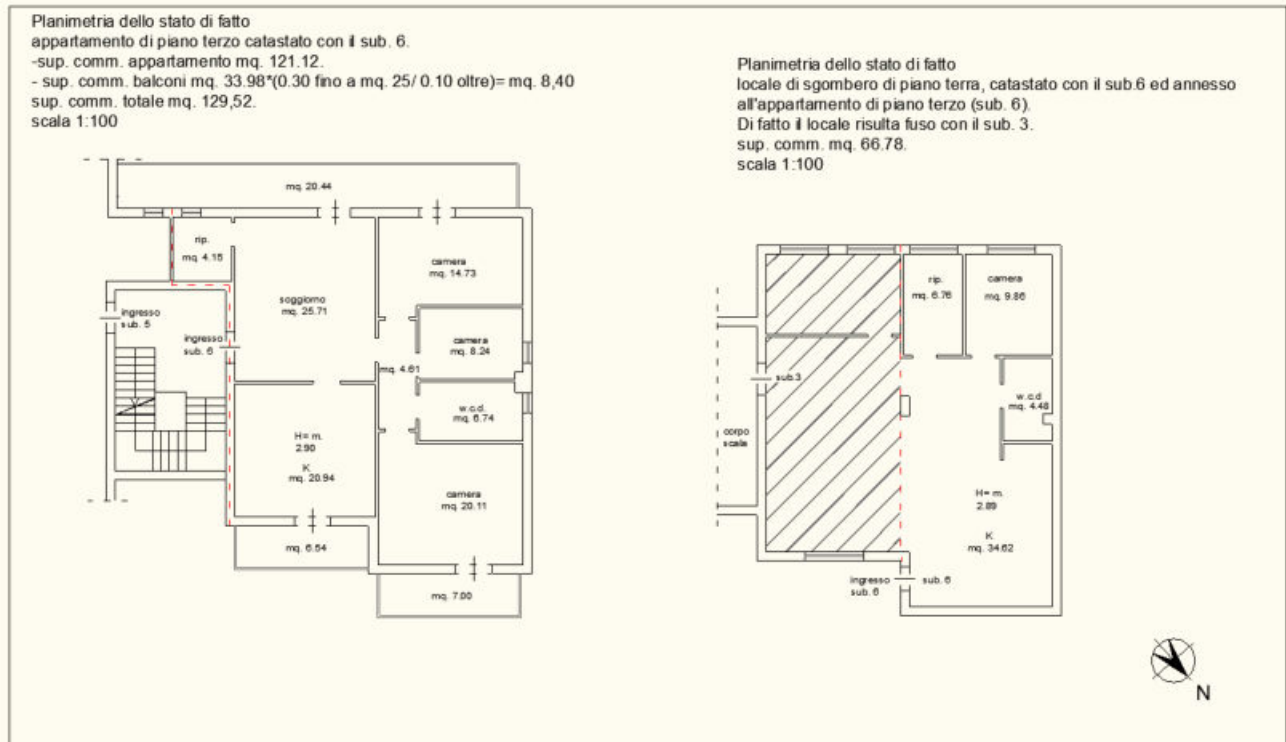 Planimetria dello stato di fatto
appartamento di piano terzo catastato con il sub. 6.
-sup. comm. appartamento mq. 121.12.
- sup. comm. balconi mq. 33.98*(0.30 fino a mq. 25/ 0.10 oltre)= mq. 8,40
sup. comm. totale mq. 129,52.
scala 1:100
mq. 20.44
rip.
mq. 4.15
camera
mq. 14.73
soggiorno
mq. 25.71
ingresso
sub. 5
ingresso
sub. 6
camera
mq. 8.24
mq. 4.61
w.c.d.
mq. 6.74
H= m.
2.90
K
mq. 20.94
camera
mq. 20.11
mq. 6.54
mq. 7.00
Planimetria dello stato di fatto
locale di sgombero di piano terra, catastato con il sub.6 ed annesso
all'appartamento di piano terzo (sub. 6).
Di fatto il locale risulta fuso con il sub. 3.
sup. comm. mq. 66.78.
scala 1:100
rip.
mq. 6.76
camera
mq. 9.86
sub.3
w.c.d
mq. 4.48
corpo
scala
H= m.
2.89
K
mq. 34.62
ingresso
sub. 6
sub. 6
N